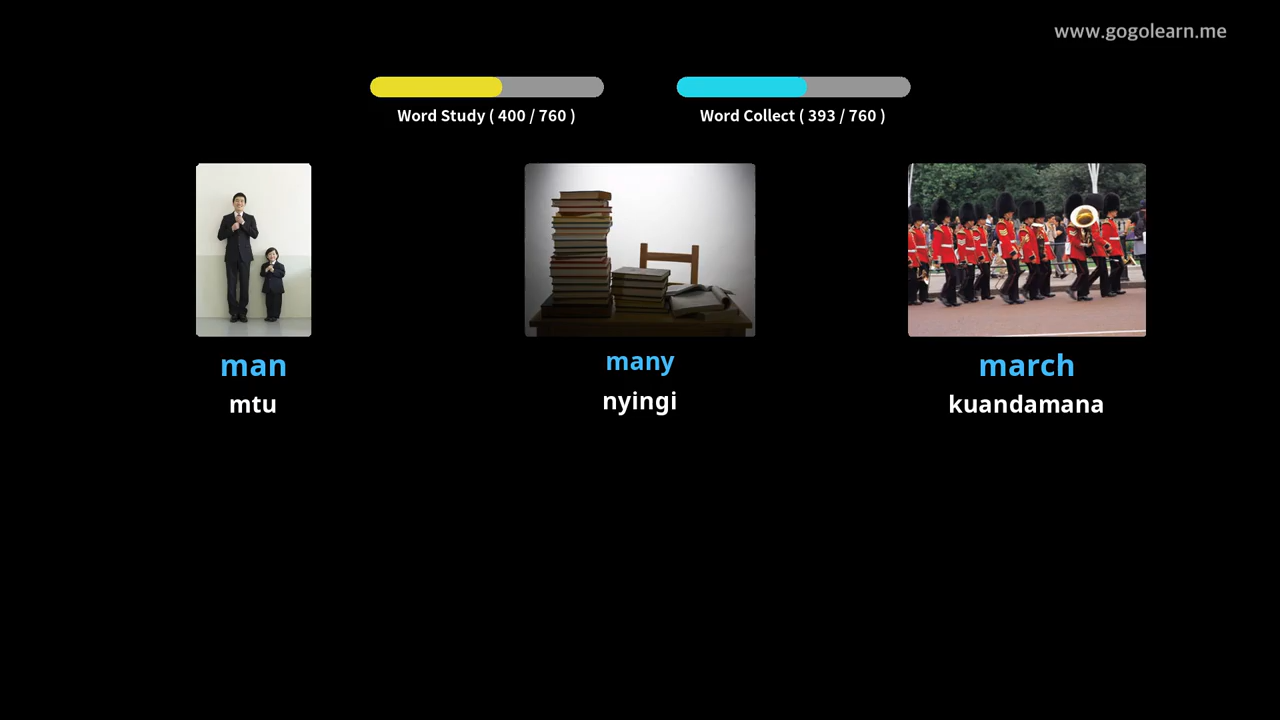 www.gogolearn.me
Word Study ( 400 / 760 )
Word Collect ( 393 / 760 )
man
mtu
many
nyingi
march
kuandamana